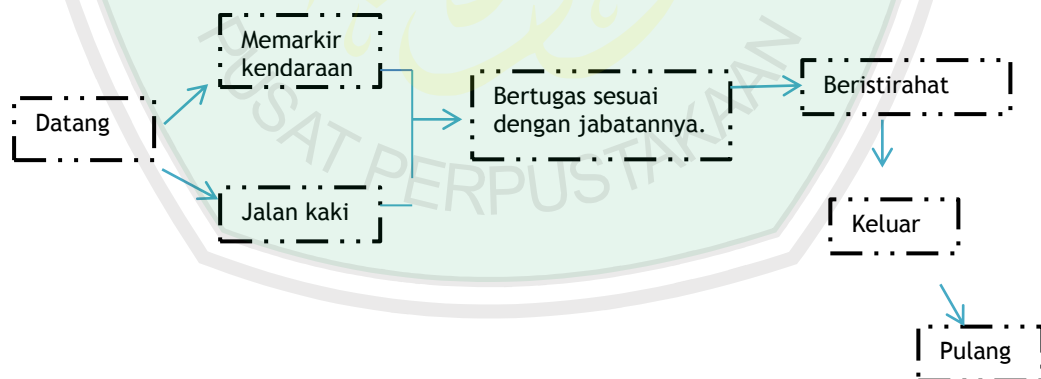 Datang
Memarkir
kendaraan
Jalan kaki
Bertugas sesuai
dengan jabatannya.
Beristirahat
Keluar
Pulang
PUSAT PERPUSTAKAAN